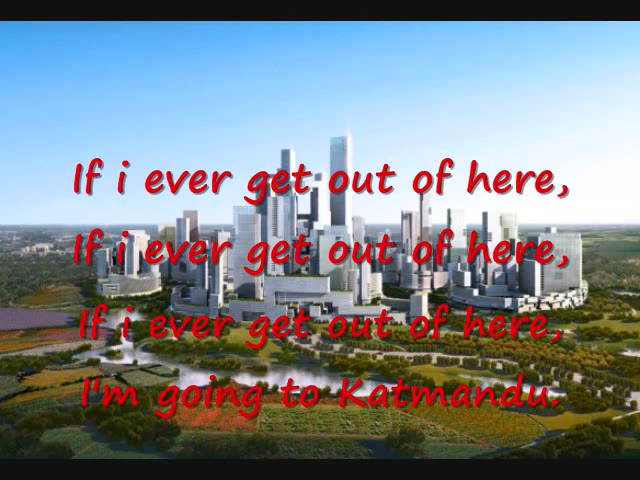 If i ever get out of here,
If i ever get out of here,
If i ever get out of here,
I'm going to Katmandu.